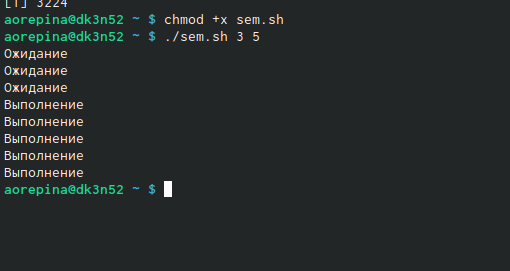 [1] 3224
aorepina@dk3n52 ~ $ chmod +x sem.sh
aorepina@dk3n52 ~ $ ./sem.sh 3 5
Ожидание
Ожидание
Ожидание
Выполнение
Выполнение
Выполнение
Выполнение
Выполнение
aorepina@dk3n52 ~ $